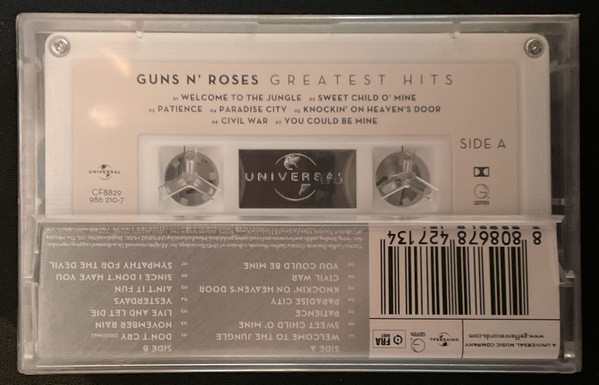 GUNS N' ROSES GREATEST HITS
01 WELCOME TO THE JUNGLE 02 SWEET CHILD O' MINE
03 PATIENCE 04 PARADISE CITY 05 KNOCKIN' ON HEAVEN'S DOOR
06 CIVIL WAR 07 YOU COULD BE MINE
SIDE A
UNIVERSAL
CF8829
986 210-7
UNIVERSAL
GEFFEN
SIDE A
WELCOME TO THE JUNGLE
SWEET CHILD O' MINE
PATIENCE
PARADISE CITY
KNOCKIN' ON HEAVEN'S DOOR
CIVIL WAR
YOU COULD BE MINE
SIDE B
DON'T CRY (ORIGINAL)
NOVEMBER RAIN
LIVE AND LET DIE
YESTERDAYS
AIN'T IT FUN
SINCE I DON'T HAVE YOU
SYMPATHY FOR THE DEVIL
A UNIVERSAL MUSIC COMPANY
www.geffenrecords.com
UNIVERSAL
GEFFEN
FRA
8 808678 427134